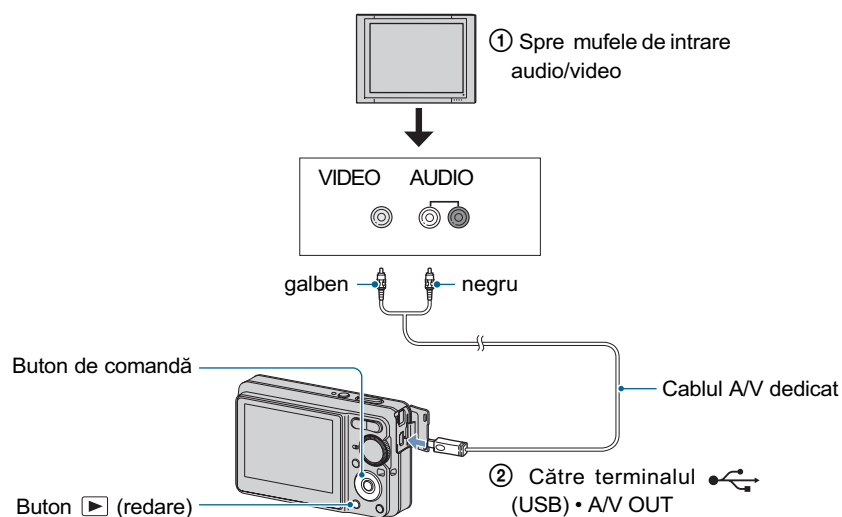 ① Spre mufele de intrare
audio/video
VIDEO AUDIO
galben
negru
Buton de comandă
Cablul A/V dedicat
② Către terminalul
(USB) • A/V OUT
Buton ▶ (redare)